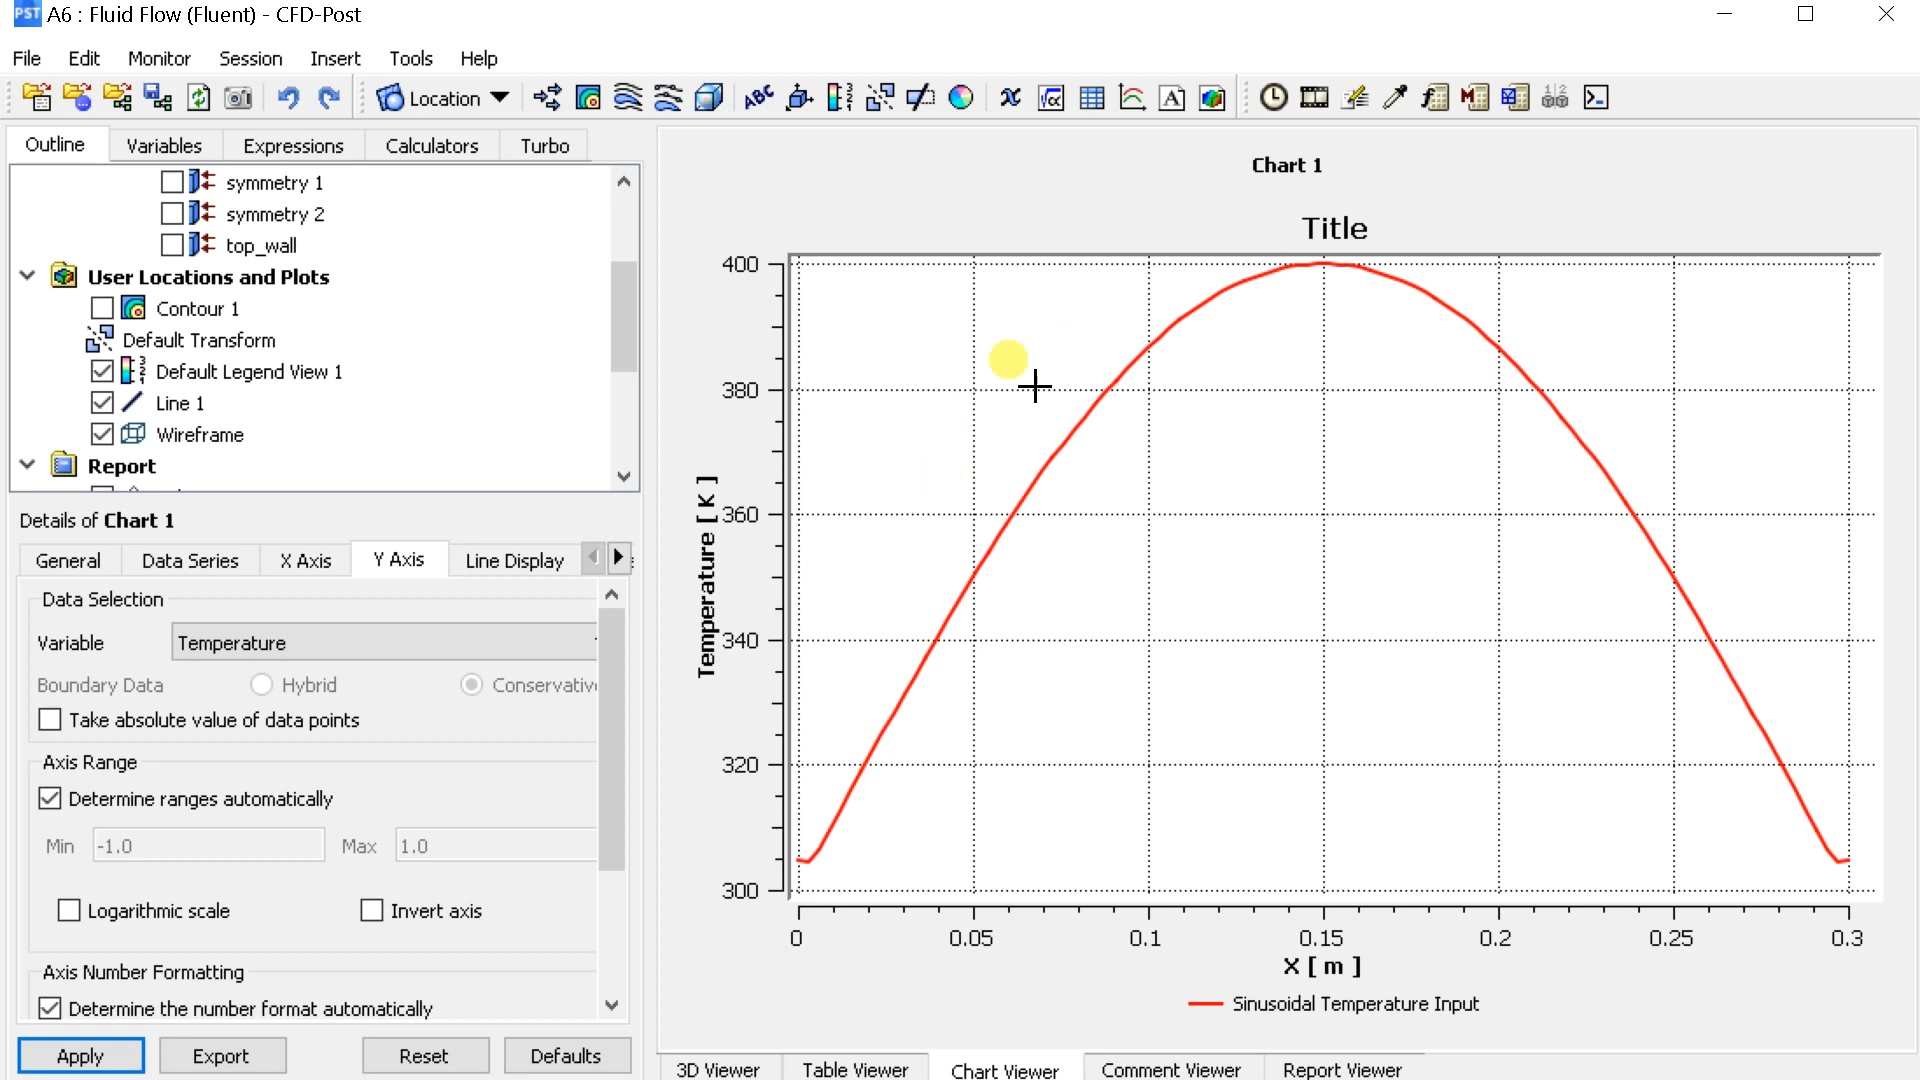 PST A6 : Fluid Flow (Fluent) - CFD-Post
File Edit Monitor Session Insert Tools Help
Location
Outline Variables Expressions Calculators Turbo
symmetry 1
symmetry 2
top_wall
User Locations and Plots
Contour 1
Default Transform
Default Legend View 1
Line 1
Wireframe
Report
Details of Chart 1
General Data Series X Axis Y Axis Line Display
Data Selection
Variable Temperature
Boundary Data Hybrid Conservativ
Take absolute value of data points
Axis Range
Determine ranges automatically
Min -1.0 Max 1.0
Logarithmic scale Invert axis
Axis Number Formatting
Determine the number format automatically
Apply Export Reset Defaults
Chart 1
Title
Temperature [ K ]
400
380
360
340
320
300
0 0.05 0.1 0.15 0.2 0.25 0.3
X [ m ]
Sinusoidal Temperature Input
3D Viewer Table Viewer Chart Viewer Comment Viewer Report Viewer